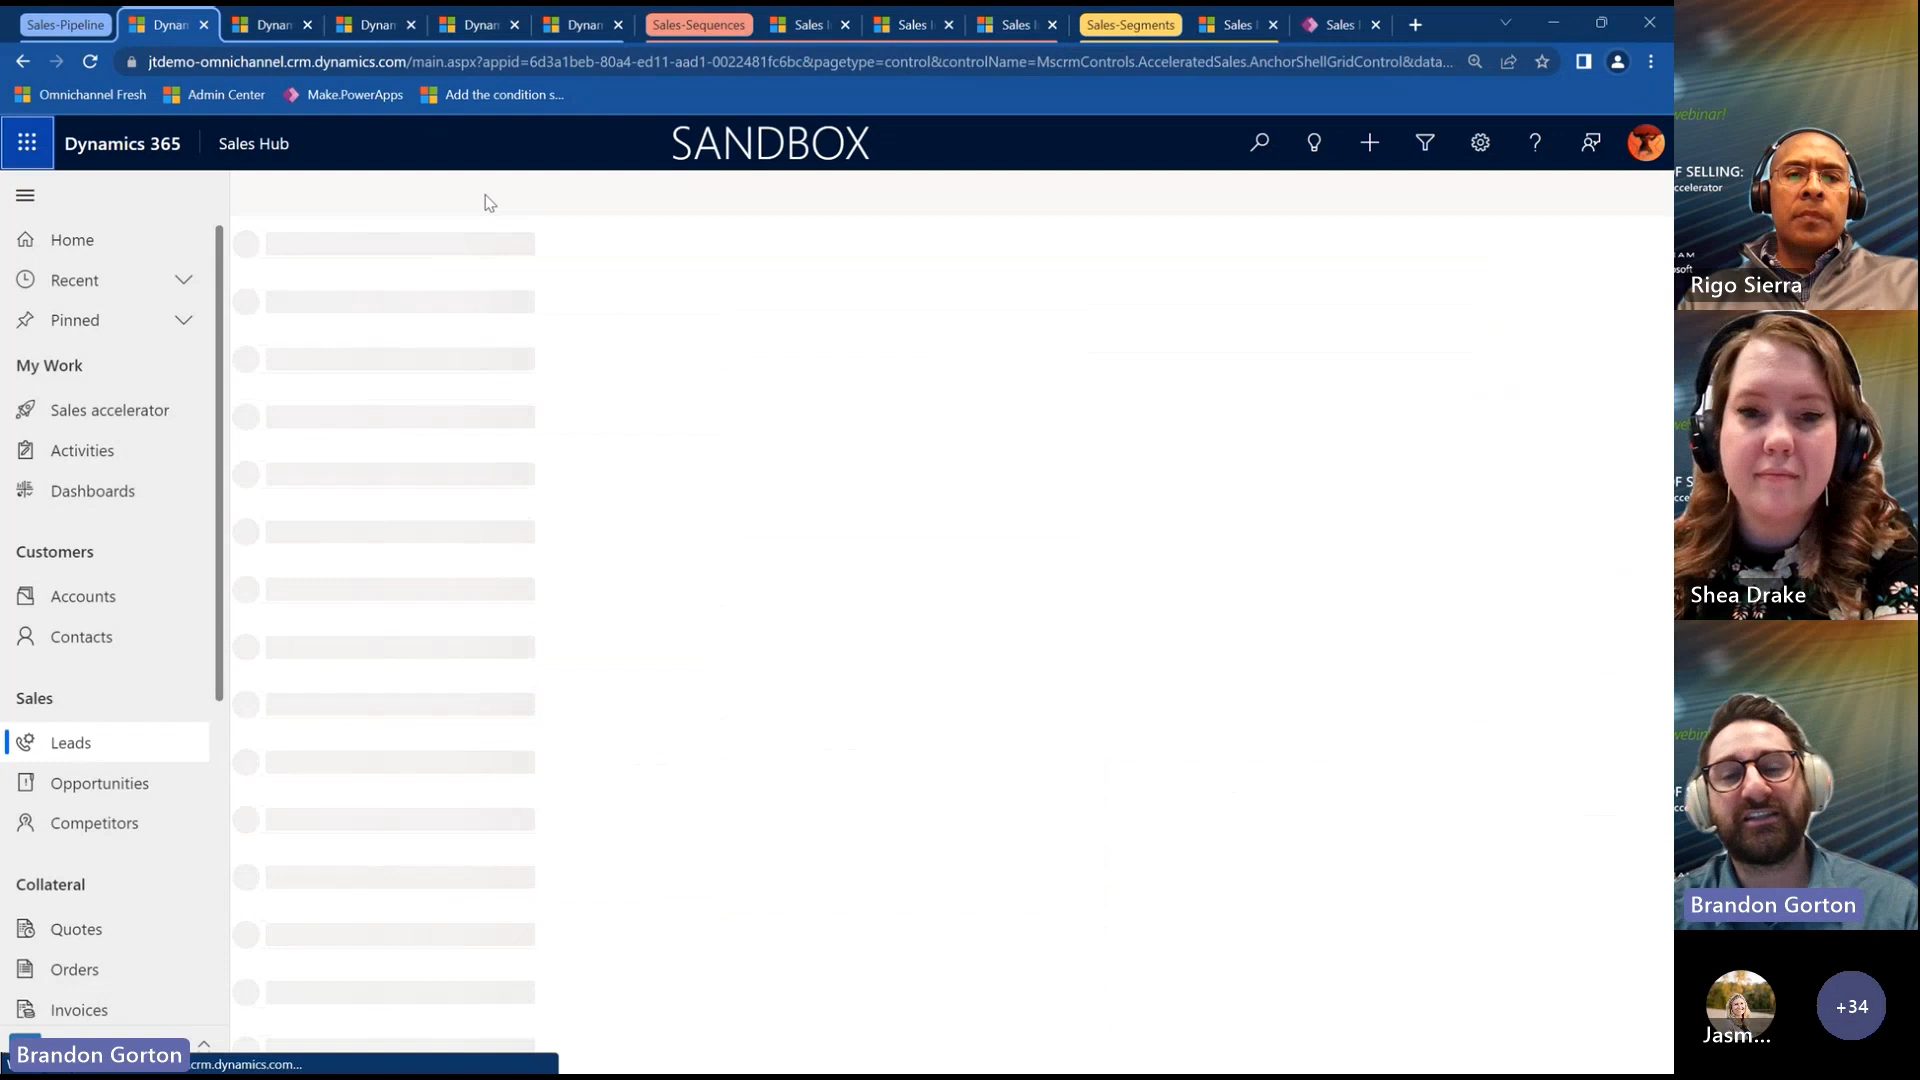 Sales-Pipeline
Dynan
Dynan
Dynan
Dynan
Dynan
Sales-Sequences
Sales I
Sales I
Sales I
Sales-Segments
Sales
Sales
jtdemo-omnichannel.crm.dynamics.com/main.aspx?appid=6d3a1beb-80a4-ed11-aad1-0022481fc6bc&pagetype=control&controlName=MscrmControls.AcceleratedSales.AnchorShellGridControl&data...
Omnichannel Fresh
Admin Center
Make.PowerApps
Add the condition s...
Dynamics 365
Sales Hub
SANDBOX
Home
Recent
Pinned
My Work
Sales accelerator
Activities
Dashboards
Customers
Accounts
Contacts
Sales
Leads
Opportunities
Competitors
Collateral
Quotes
Orders
Invoices
Brandon Gorton
crm.dynamics.com...
webinar!
F SELLING:
ccelerator
AM
soft
Rigo Sierra
Shea Drake
webin
Brandon Gorton
Jasm...
+34